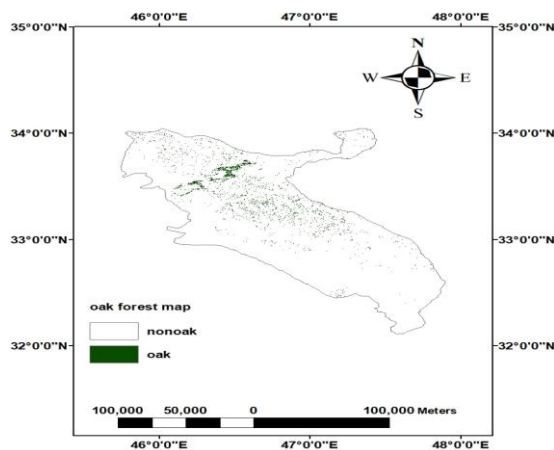 46°0'0"E 47°0'0"E 48°0'0"E
35°0'0"N 35°0'0"N
N
W E
S
34°0'0"N 34°0'0"N
33°0'0"N 33°0'0"N
oak forest map
nonoak
oak
32°0'0"N 32°0'0"N
100,000 50,000 0 100,000 Meters
46°0'0"E 47°0'0"E 48°0'0"E